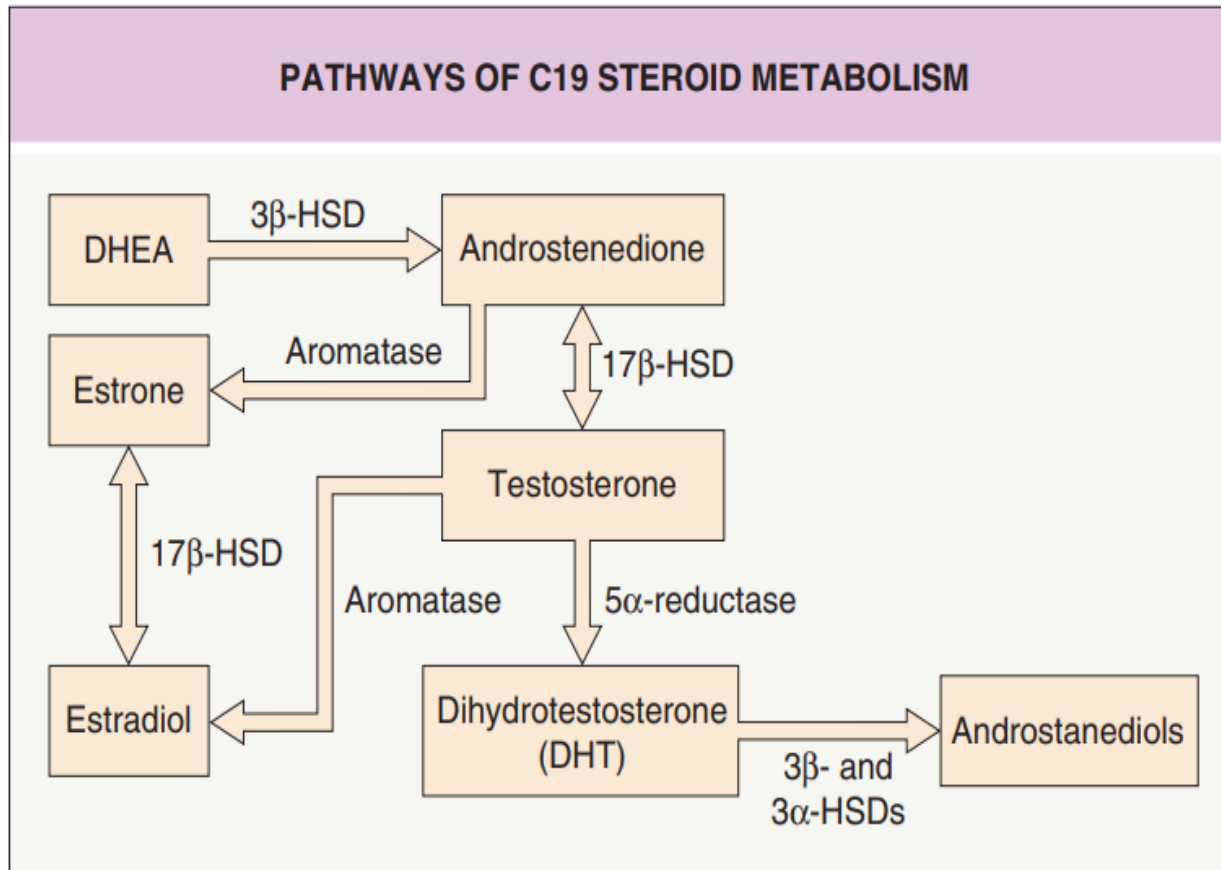 PATHWAYS OF C19 STEROID METABOLISM
DHEA
3β-HSD
Androstenedione
Estrone
Aromatase
17β-HSD
Testosterone
17β-HSD
Aromatase
5α-reductase
Estradiol
Dihydrotestosterone
(DHT)
3β- and
3α-HSDs
Androstanediols